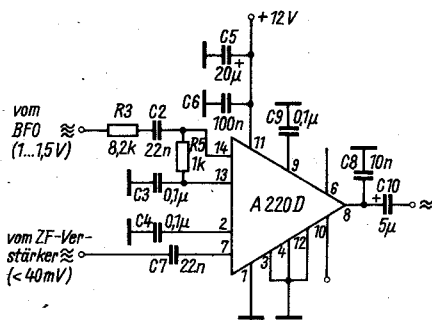 +12V
C5
20µ
+
C6
100n
C9
0,1µ
vom
BFO
(1...1,5V)
≈
R3
8,2k
C2
22n
R5
1k
14
11
9
13
C3
0,1µ
C4
0,1µ
2
A 220 D
6
8
C8
10n
+
C10
5µ
≈
vom ZF-Ver-
stärker
(<40mV)
≈
C7
22n
7
1
3
4
12
10